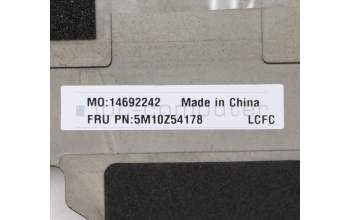 MO:14692242 Made in China
FRU PN:5M10Z54178 LCFC